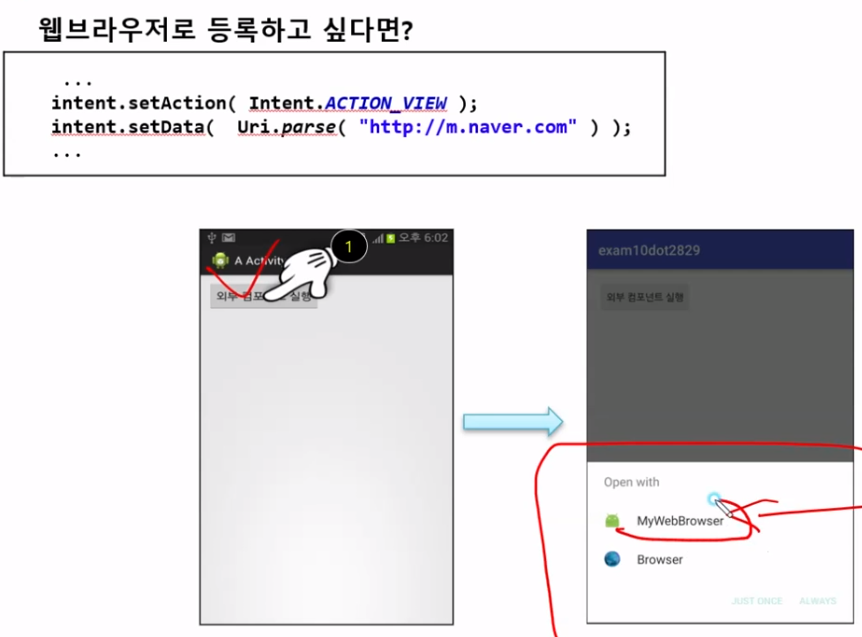 웹브라우저로 등록하고 싶다면?
...
intent.setAction( Intent.ACTION_VIEW );
intent.setData( Uri.parse( "http://m.naver.com" ) );
...
오후 6:02
1
A Activity
외부 컴포 트 실행
exam10dot2829
외부 컴포넌트 실행
Open with
MyWebBrowser
Browser
JUST ONCE ALWAYS